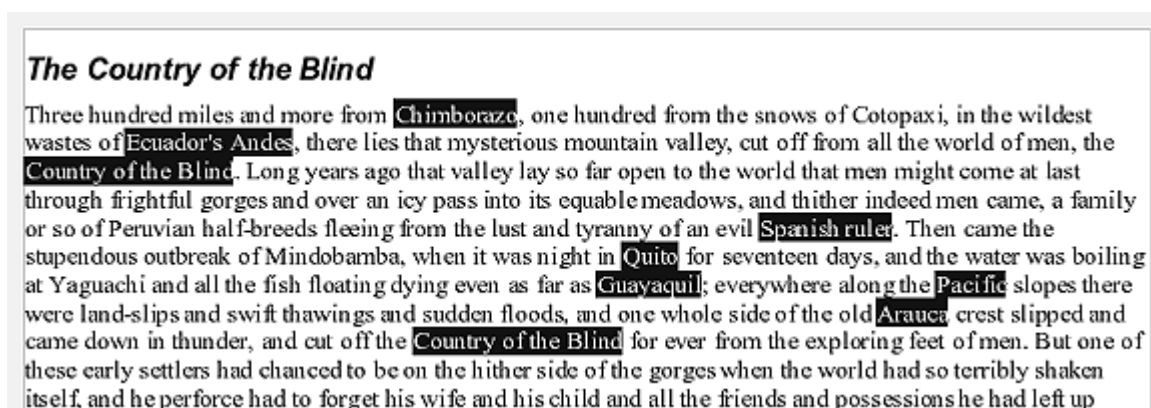 The Country of the Blind
Three hundred miles and more from Chimborazo, one hundred from the snows of Cotopaxi, in the wildest
wastes of Ecuador's Andes, there lies that mysterious mountain valley, cut off from all the world of men, the
Country of the Blind. Long years ago that valley lay so far open to the world that men might come at last
through frightful gorges and over an icy pass into its equable meadows, and thither indeed men came, a family
or so of Peruvian half-breeds fleeing from the lust and tyranny of an evil Spanish ruler. Then came the
stupendous outbreak of Mindobamba, when it was night in Quito for seventeen days, and the water was boiling
at Yaguachi and all the fish floating dying even as far as Guayaquil; everywhere along the Pacific slopes there
were land-slips and swift thawings and sudden floods, and one whole side of the old Arauca crest slipped and
came down in thunder, and cut off the Country of the Blind for ever from the exploring feet of men. But one of
these early settlers had chanced to be on the hither side of the gorges when the world had so terribly shaken
itself, and he perforce had to forget his wife and his child and all the friends and possessions he had left up